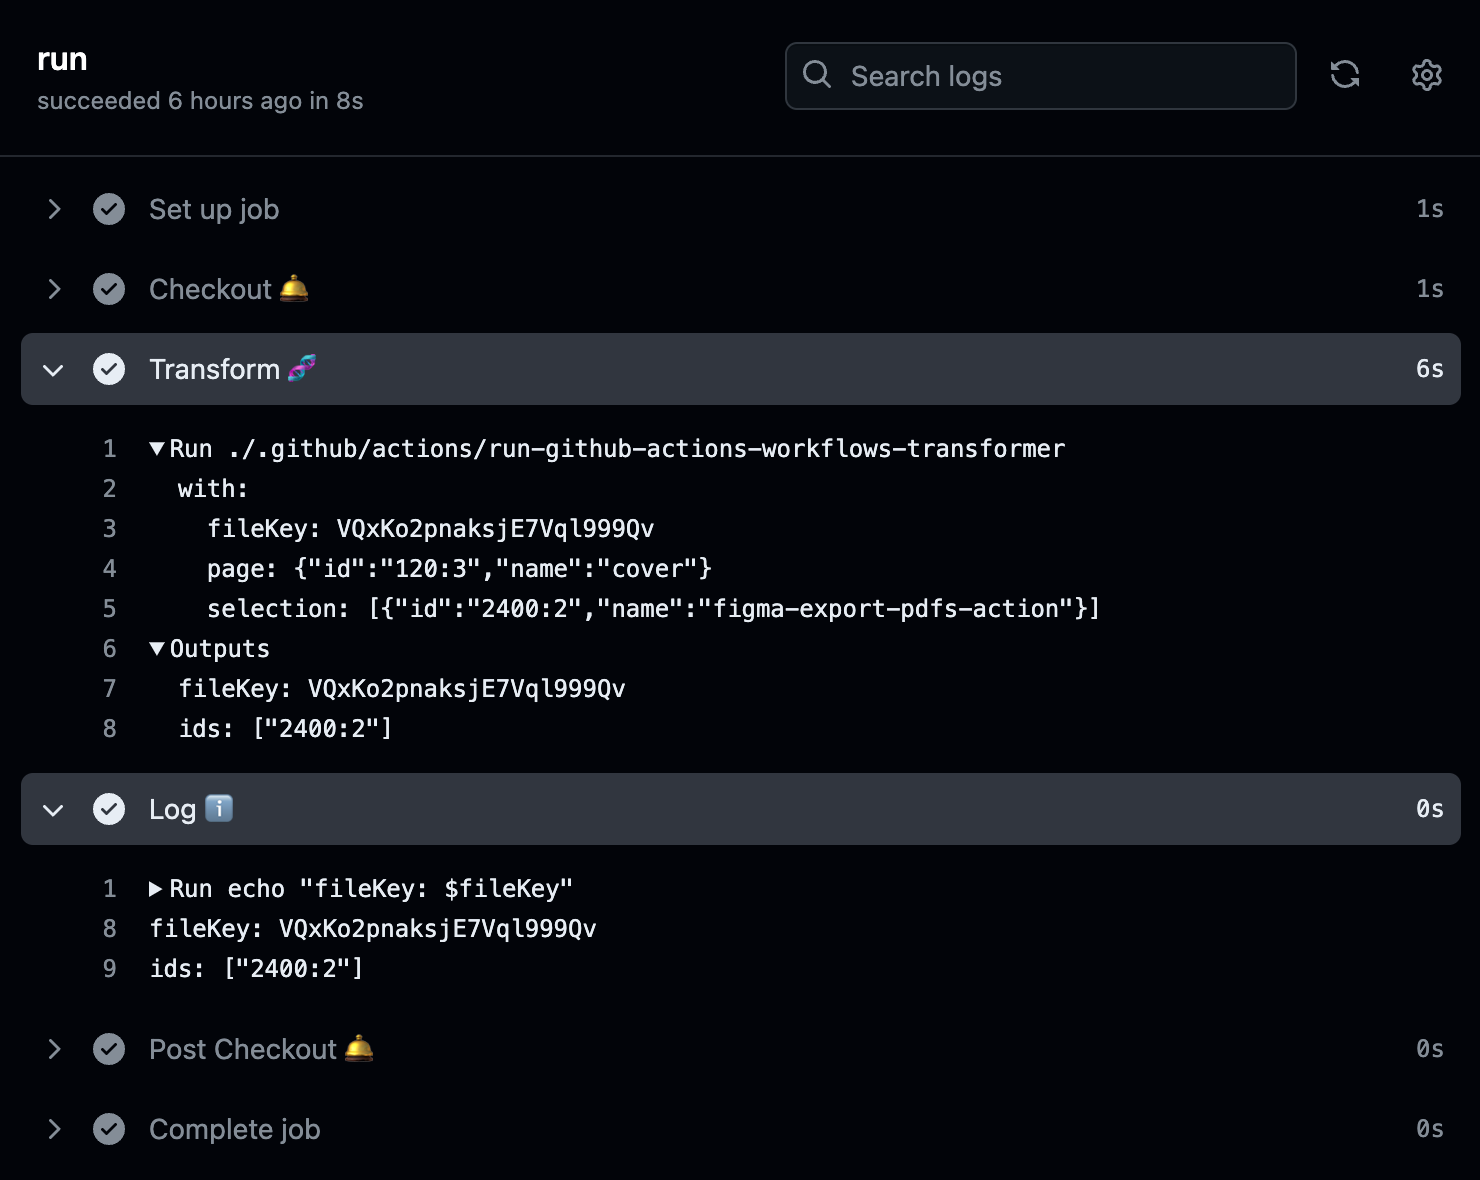 run
succeeded 6 hours ago in 8s
Search logs
Set up job 1s
Checkout 🛎️ 1s
Transform 🧬 6s
1 ▼Run ./.github/actions/run-github-actions-workflows-transformer
2 with:
3 fileKey: VQxKo2pnaksjE7Vql999Qv
4 page: {"id":"120:3","name":"cover"}
5 selection: [{"id":"2400:2","name":"figma-export-pdfs-action"}]
6 ▼Outputs
7 fileKey: VQxKo2pnaksjE7Vql999Qv
8 ids: ["2400:2"]
Log ℹ️ 0s
1 ▶Run echo "fileKey: $fileKey"
8 fileKey: VQxKo2pnaksjE7Vql999Qv
9 ids: ["2400:2"]
Post Checkout 🛎️ 0s
Complete job 0s